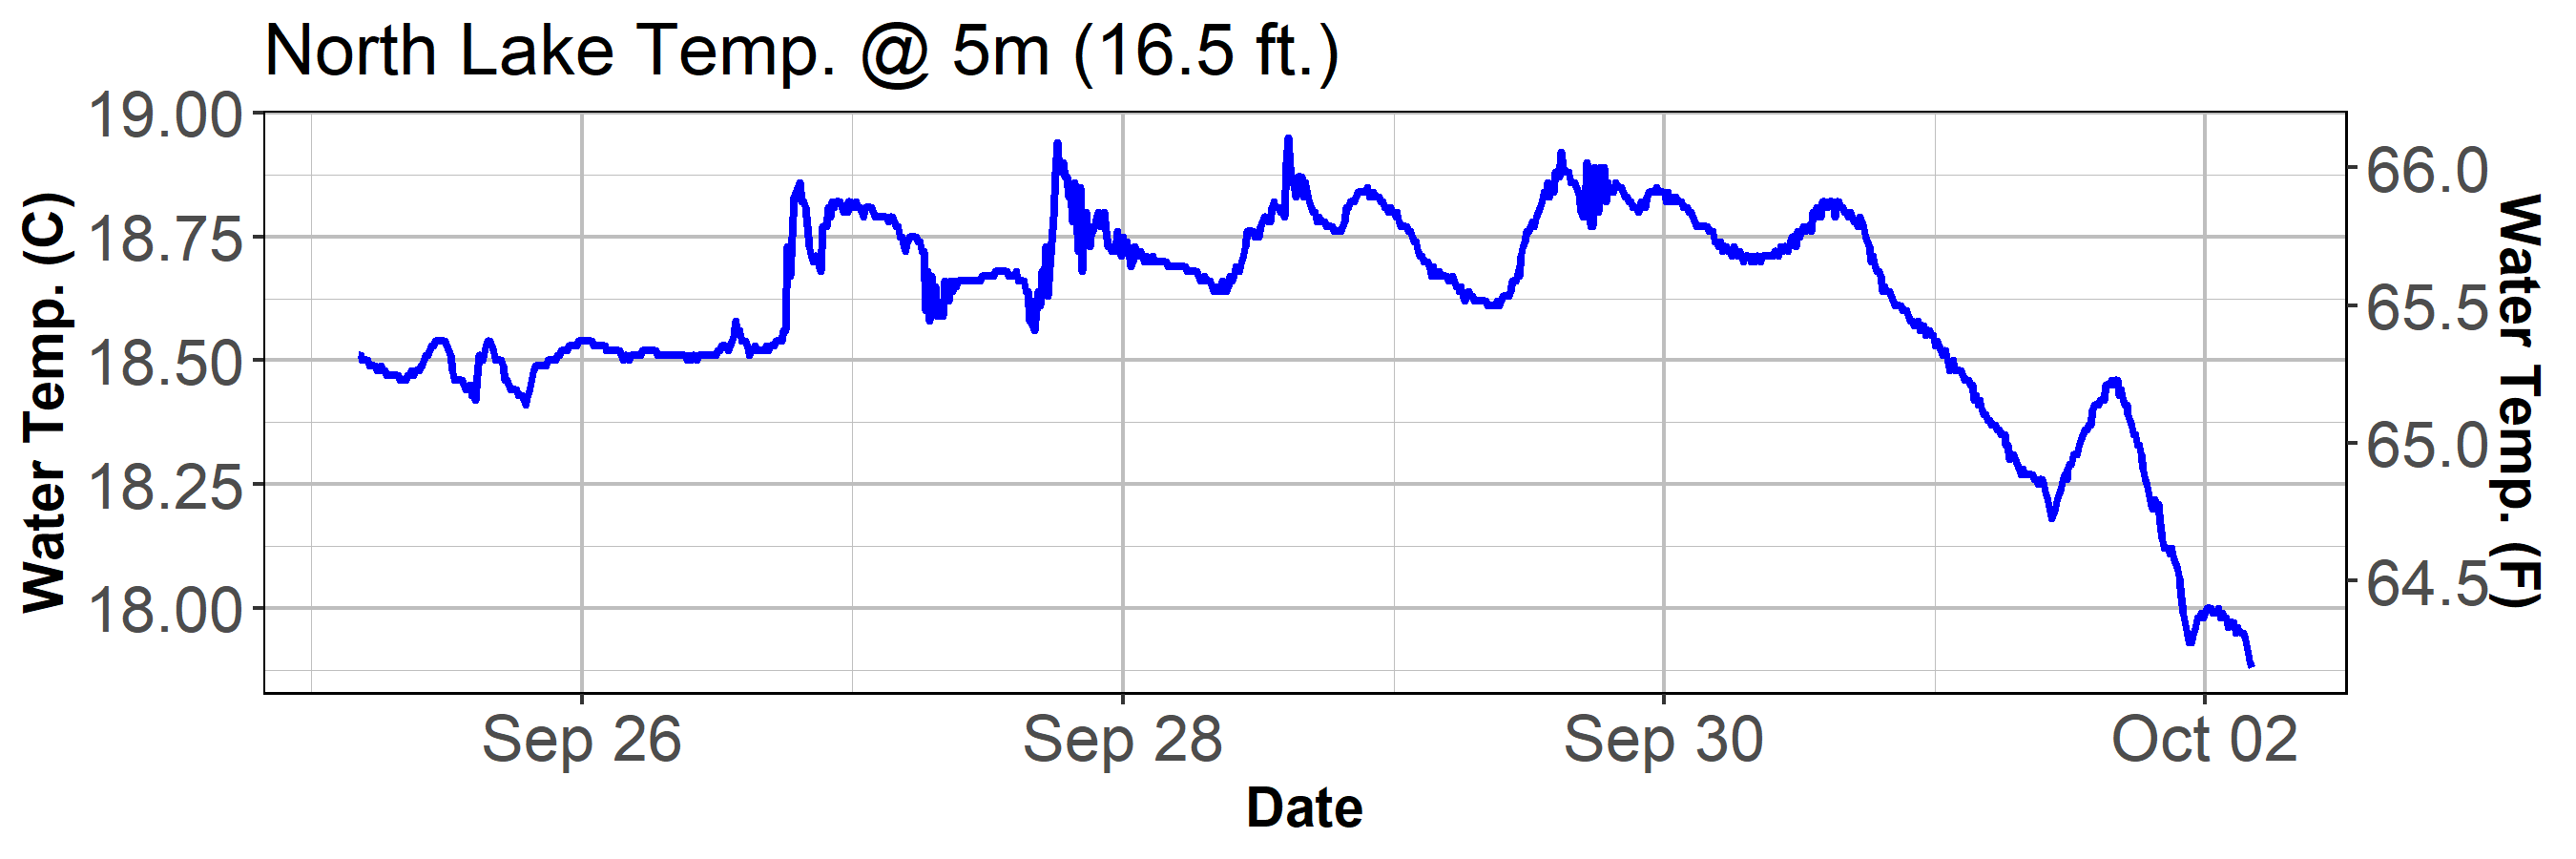 North Lake Temp. @ 5m (16.5 ft.)
Water Temp. (C)
19.00
18.75
18.50
18.25
18.00
66.0
65.5
65.0
64.5
Water Temp. (F)
Sep 26 Sep 28 Sep 30 Oct 02
Date